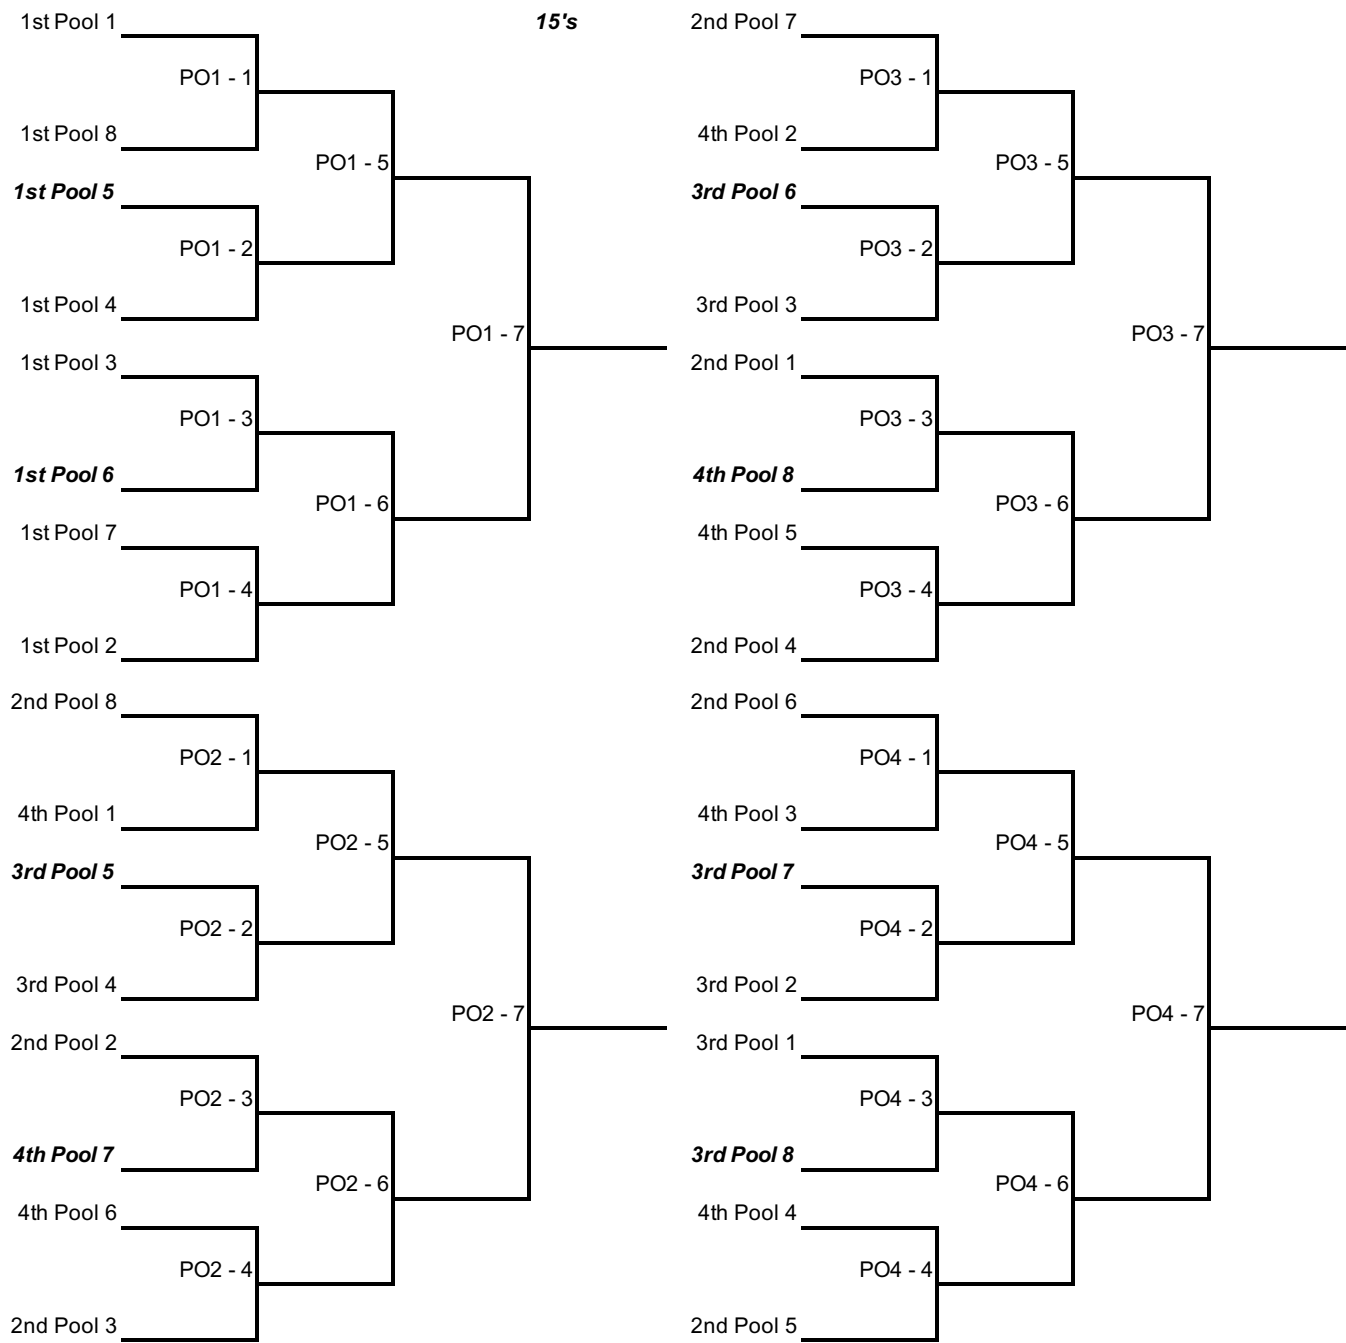 1st Pool 1
15's
PO1 - 1
1st Pool 8
PO1 - 5
1st Pool 5
PO1 - 2
1st Pool 4
PO1 - 7
1st Pool 3
PO1 - 3
1st Pool 6
PO1 - 6
1st Pool 7
PO1 - 4
1st Pool 2
2nd Pool 8
PO2 - 1
4th Pool 1
PO2 - 5
3rd Pool 5
PO2 - 2
3rd Pool 4
PO2 - 7
2nd Pool 2
PO2 - 3
4th Pool 7
PO2 - 6
4th Pool 6
PO2 - 4
2nd Pool 3
2nd Pool 7
PO3 - 1
4th Pool 2
PO3 - 5
3rd Pool 6
PO3 - 2
3rd Pool 3
PO3 - 7
2nd Pool 1
PO3 - 3
4th Pool 8
PO3 - 6
4th Pool 5
PO3 - 4
2nd Pool 4
2nd Pool 6
PO4 - 1
4th Pool 3
PO4 - 5
3rd Pool 7
PO4 - 2
3rd Pool 2
PO4 - 7
3rd Pool 1
PO4 - 3
3rd Pool 8
PO4 - 6
4th Pool 4
PO4 - 4
2nd Pool 5